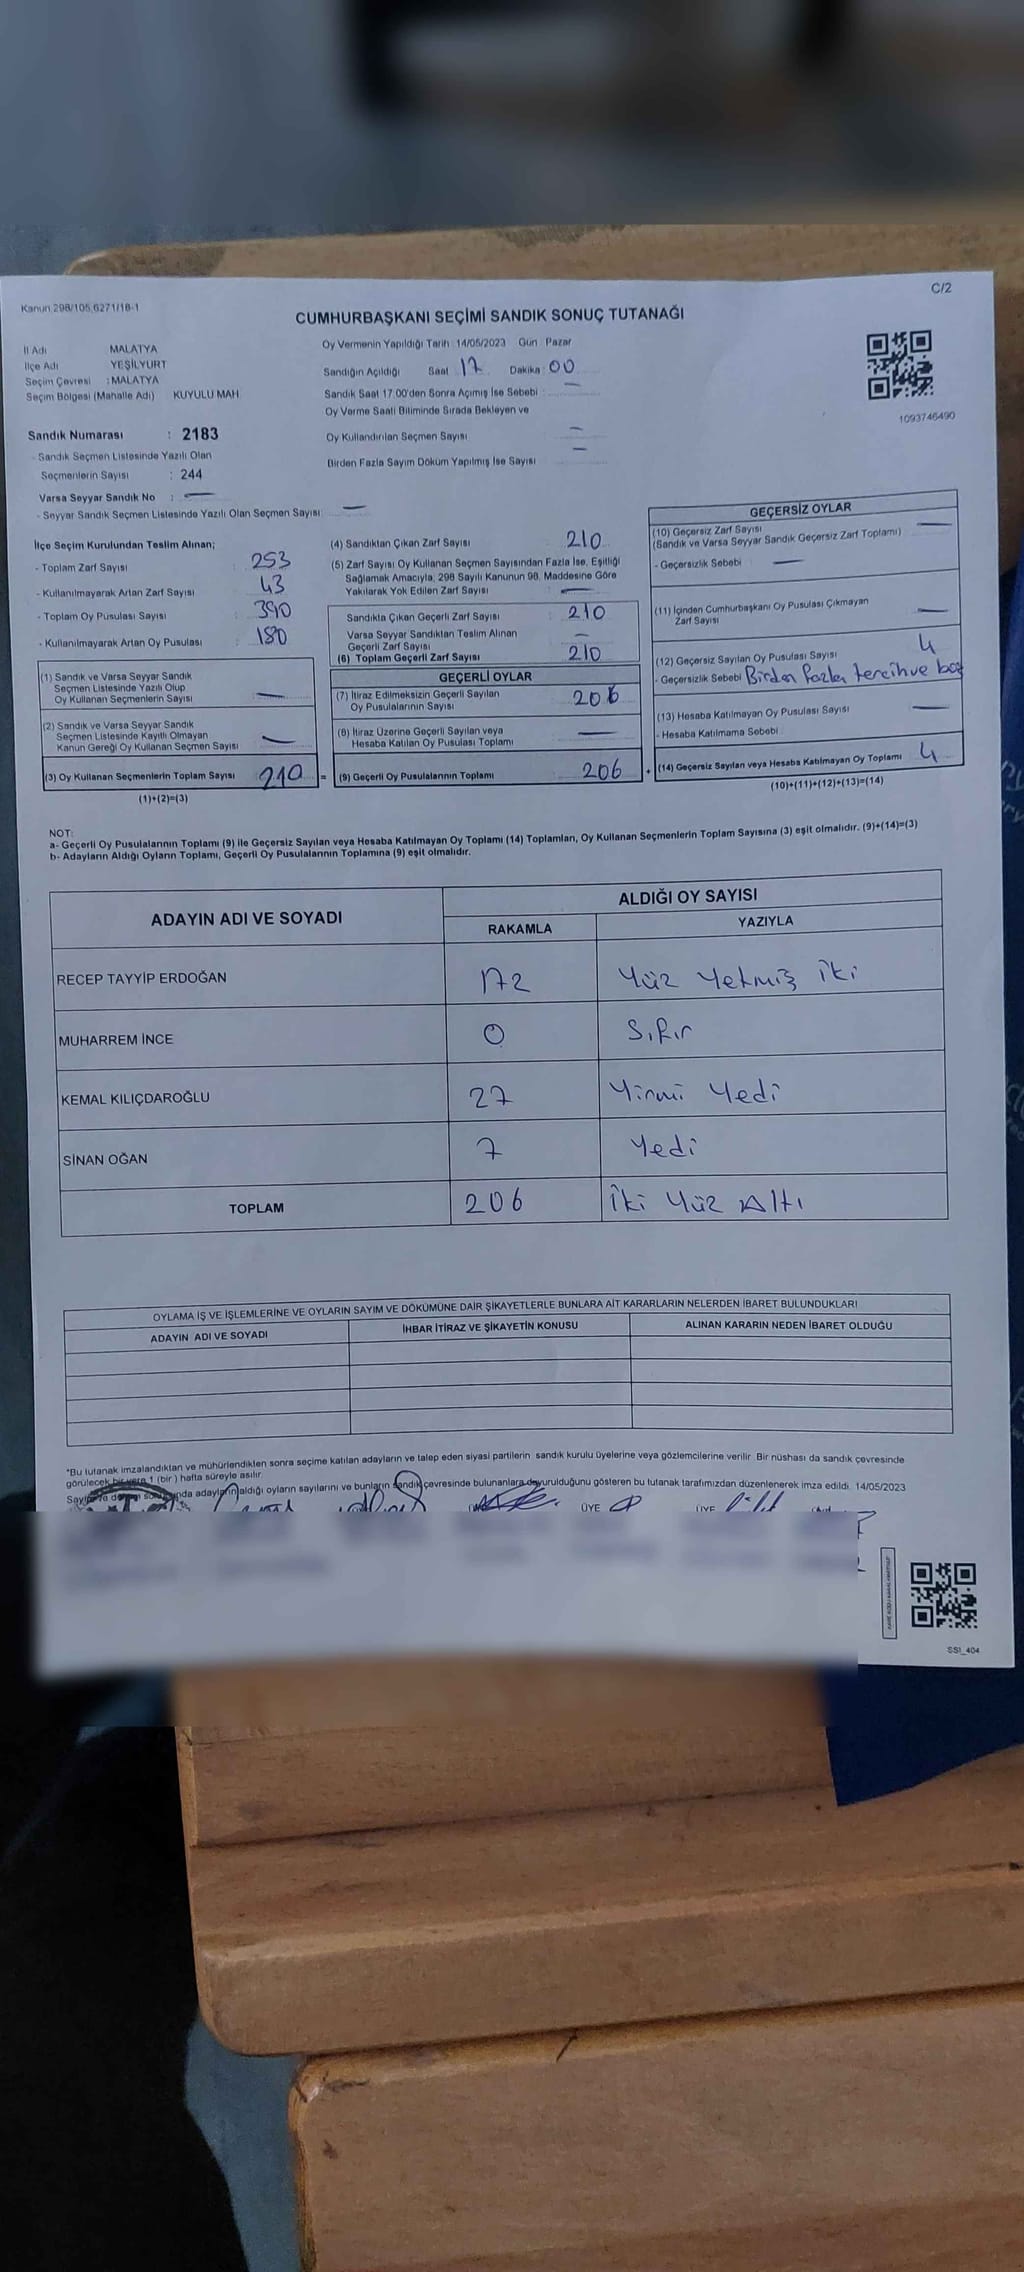 Kanun 298/105,6271/18-1
C/2
CUMHURBAŞKANI SEÇİMİ SANDIK SONUÇ TUTANAĞI
İl Adı MALATYA
İlçe Adı YEŞİLYURT
Seçim Çevresi : MALATYA
Seçim Bölgesi (Mahalle Adı) KUYULU MAH
Sandık Numarası : 2183
- Sandık Seçmen Listesinde Yazılı Olan
Seçmenlerin Sayısı : 244
Varsa Seyyar Sandık No : —
- Seyyar Sandık Seçmen Listesinde Yazılı Olan Seçmen Sayısı: —
Oy Vermenin Yapıldığı Tarih 14/05/2023 Gün Pazar
Sandığın Açıldığı Saat 17 Dakika: 00
Sandık Saat 17.00'den Sonra Açımış İse Sebebi : —
Oy Verme Saati Bitiminde Sırada Bekleyen ve
Oy Kullandırılan Seçmen Sayısı —
Birden Fazla Sayım Döküm Yapılmış İse Sayısı —
1093746490
İlçe Seçim Kurulundan Teslim Alınan;
- Toplam Zarf Sayısı : 253
- Kullanılmayarak Artan Zarf Sayısı : 43
- Toplam Oy Pusulası Sayısı : 390
- Kullanılmayarak Artan Oy Pusulası : 180
(1) Sandık ve Varsa Seyyar Sandık
Seçmen Listesinde Yazılı Olup
Oy Kullanan Seçmenlerin Sayısı —
(2) Sandık ve Varsa Seyyar Sandık
Seçmen Listesinde Kayıtlı Olmayan
Kanun Gereği Oy Kullanan Seçmen Sayısı —
(3) Oy Kullanan Seçmenlerin Toplam Sayısı 210 =
(1)+(2)=(3)
(4) Sandıktan Çıkan Zarf Sayısı 210
(5) Zarf Sayısı Oy Kullanan Seçmen Sayısından Fazla İse, Eşitliği
Sağlamak Amacıyla, 298 Sayılı Kanunun 98. Maddesine Göre
Yakılarak Yok Edilen Zarf Sayısı —
Sandıkta Çıkan Geçerli Zarf Sayısı 210
Varsa Seyyar Sandıktan Teslim Alınan
Geçerli Zarf Sayısı —
(6) Toplam Geçerli Zarf Sayısı 210
GEÇERLİ OYLAR
(7) İtiraz Edilmeksizin Geçerli Sayılan
Oy Pusulalarının Sayısı 206
(8) İtiraz Üzerine Geçerli Sayılan veya
Hesaba Katılan Oy Pusulası Toplamı —
(9) Geçerli Oy Pusulalarının Toplamı 206 +
GEÇERSİZ OYLAR
(10) Geçersiz Zarf Sayısı —
(Sandık ve Varsa Seyyar Sandık Geçersiz Zarf Toplamı)
- Geçersizlik Sebebi —
(11) İçinden Cumhurbaşkanı Oy Pusulası Çıkmayan
Zarf Sayısı —
(12) Geçersiz Sayılan Oy Pusulası Sayısı 4
- Geçersizlik Sebebi Birden fazla tercih ve boş
(13) Hesaba Katılmayan Oy Pusulası Sayısı —
- Hesaba Katılmama Sebebi
(14) Geçersiz Sayılan veya Hesaba Katılmayan Oy Toplamı 4
(10)+(11)+(12)+(13)=(14)
NOT:
a- Geçerli Oy Pusulalarının Toplamı (9) ile Geçersiz Sayılan veya Hesaba Katılmayan Oy Toplamı (14) Toplamları, Oy Kullanan Seçmenlerin Toplam Sayısına (3) eşit olmalıdır. (9)+(14)=(3)
b- Adayların Aldığı Oyların Toplamı, Geçerli Oy Pusulalarının Toplamına (9) eşit olmalıdır.
ADAYIN ADI VE SOYADI
ALDIĞI OY SAYISI
RAKAMLA YAZIYLA
RECEP TAYYİP ERDOĞAN 172 Yüz Yetmiş iki
MUHARREM İNCE 0 Sıfır
KEMAL KILIÇDAROĞLU 27 Yirmi Yedi
SİNAN OĞAN 7 Yedi
TOPLAM 206 İki Yüz Altı
OYLAMA İŞ VE İŞLEMLERİNE VE OYLARIN SAYIM VE DÖKÜMÜNE DAİR ŞİKAYETLERLE BUNLARA AİT KARARLARIN NELERDEN İBARET BULUNDUKLARI
ADAYIN ADI VE SOYADI İHBAR İTİRAZ VE ŞİKAYETİN KONUSU ALINAN KARARIN NEDEN İBARET OLDUĞU
"Bu tutanak imzalandıktan ve mühürlendikten sonra seçime katılan adayların ve talep eden siyasi partilerin sandık kurulu üyelerine veya gözlemcilerine verilir. Bir nüshası da sandık çevresinde
görülecek bir yere 1 (bir) hafta süreyle asılır.
Sayım ve döküm sonucunda adayların aldığı oyların sayılarını ve bunların sandık çevresinde bulunanlara duyurulduğunu gösteren bu tutanak tarafımızdan düzenlenerek imza edildi. 14/05/2023
ÜYE
ÜYE
SSI_404